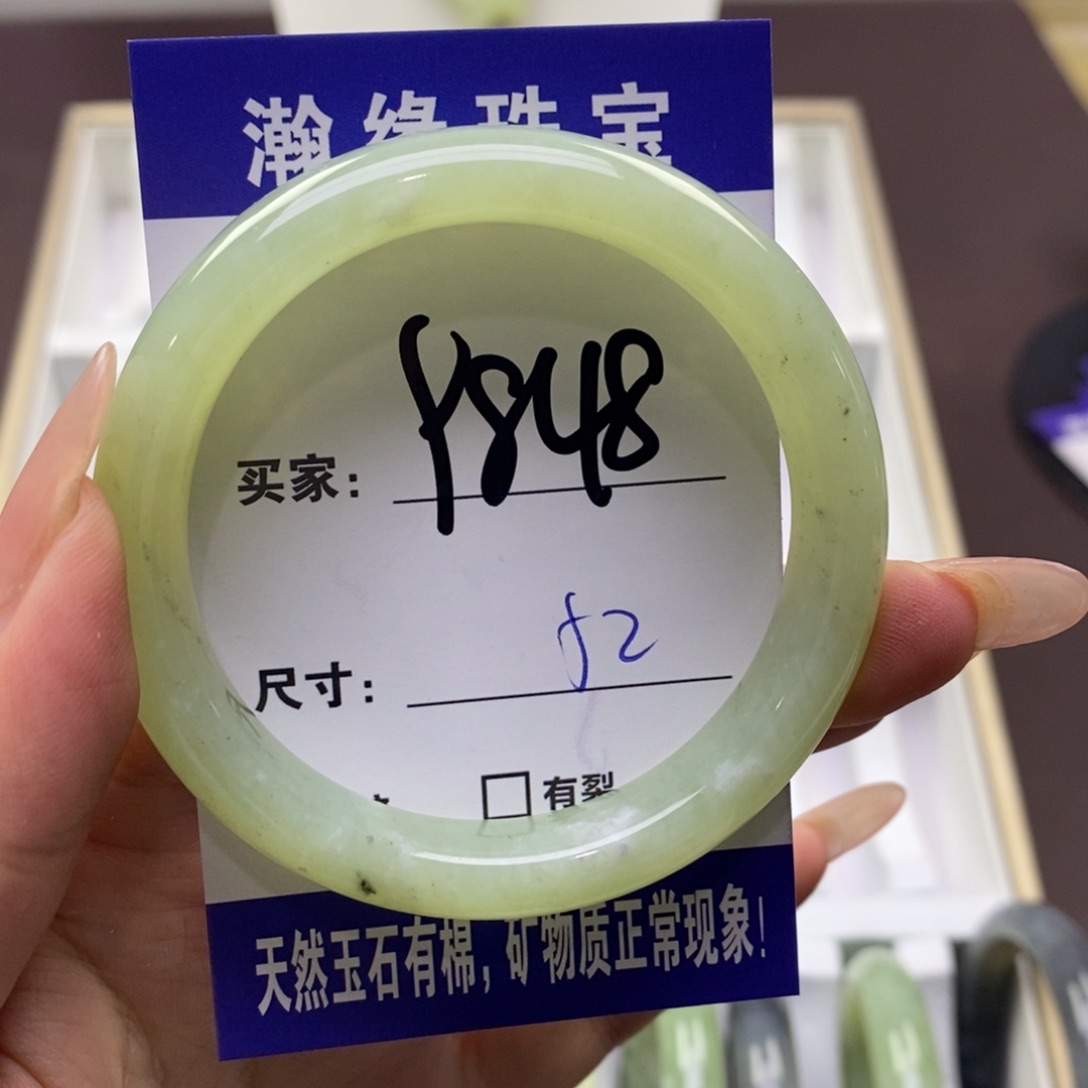 瀚缘珠宝
买家： Y848
尺寸： 52
□ 有裂
天然玉石有棉，矿物质正常现象！